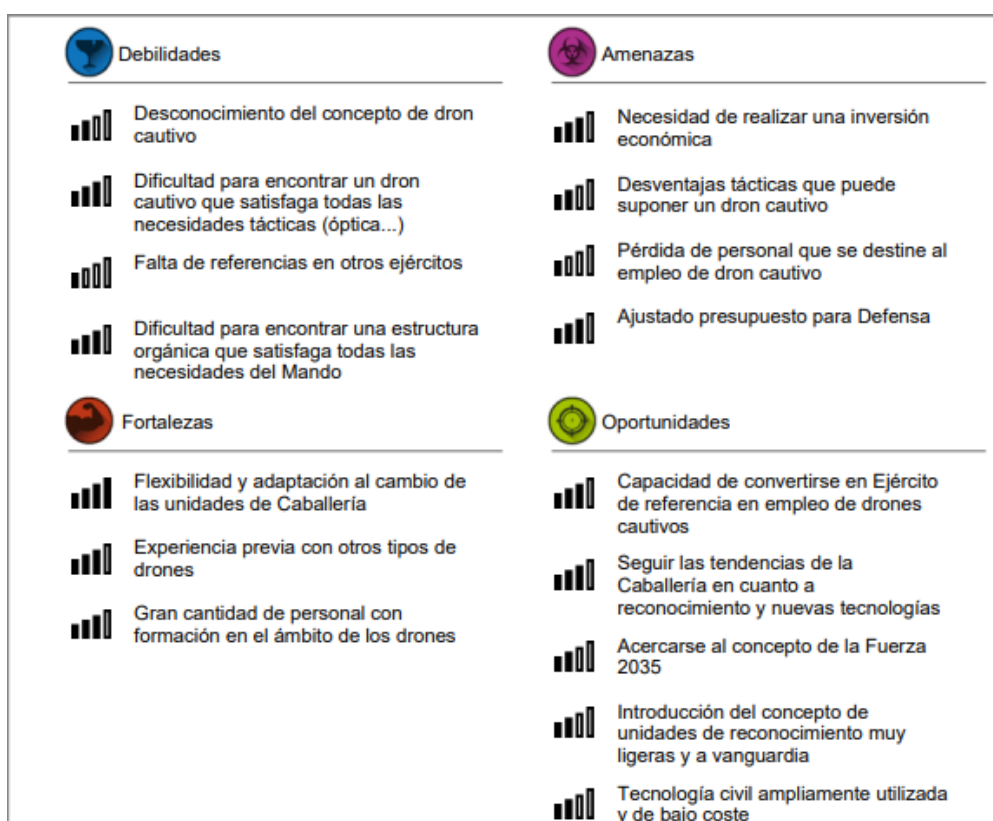 Debilidades
Desconocimiento del concepto de dron
cautivo
Dificultad para encontrar un dron
cautivo que satisfaga todas las
necesidades tácticas (óptica...)
Falta de referencias en otros ejércitos
Dificultad para encontrar una estructura
orgánica que satisfaga todas las
necesidades del Mando
Amenazas
Necesidad de realizar una inversión
económica
Desventajas tácticas que puede
suponer un dron cautivo
Pérdida de personal que se destine al
empleo de dron cautivo
Ajustado presupuesto para Defensa
Fortalezas
Flexibilidad y adaptación al cambio de
las unidades de Caballería
Experiencia previa con otros tipos de
drones
Gran cantidad de personal con
formación en el ámbito de los drones
Oportunidades
Capacidad de convertirse en Ejército
de referencia en empleo de drones
cautivos
Seguir las tendencias de la
Caballería en cuanto a
reconocimiento y nuevas tecnologías
Acercarse al concepto de la Fuerza
2035
Introducción del concepto de
unidades de reconocimiento muy
ligeras y a vanguardia
Tecnología civil ampliamente utilizada
y de bajo coste